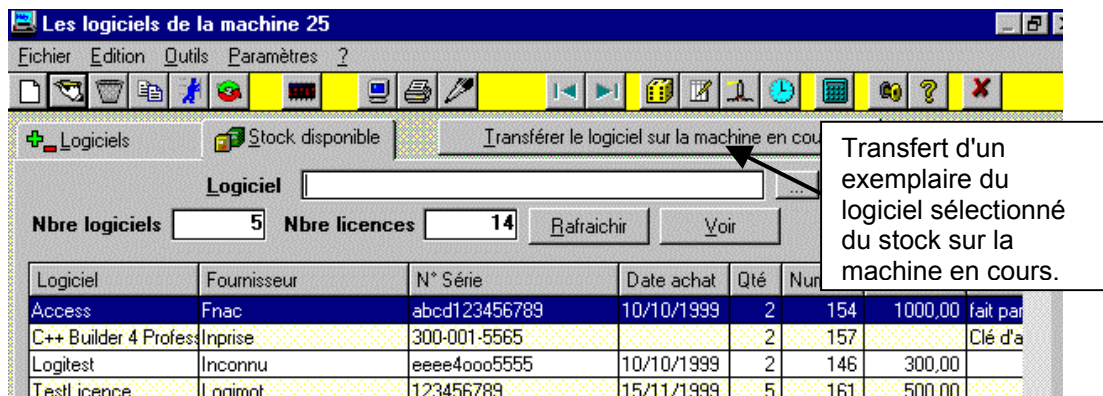 Les logiciels de la machine 25
Fichier Edition Outils Paramètres ?
Logiciels
Stock disponible
Transférer le logiciel sur la machine en cou
Transfert d'un
exemplaire du
logiciel sélectionné
du stock sur la
machine en cours.
Logiciel
...
Nbre logiciels 5 Nbre licences 14 Rafraichir Voir
Logiciel Fournisseur N° Série Date achat Qté Nu
Access Fnac abcd123456789 10/10/1999 2 154 1000,00 fait par
C++ Builder 4 Profess Inprise 300-001-5565 2 157 Clé d'a
Logitest Inconnu eeee4ooo5555 10/10/1999 2 146 300,00
TestLicence Logimot 123456789 15/11/1999 5 161 500,00